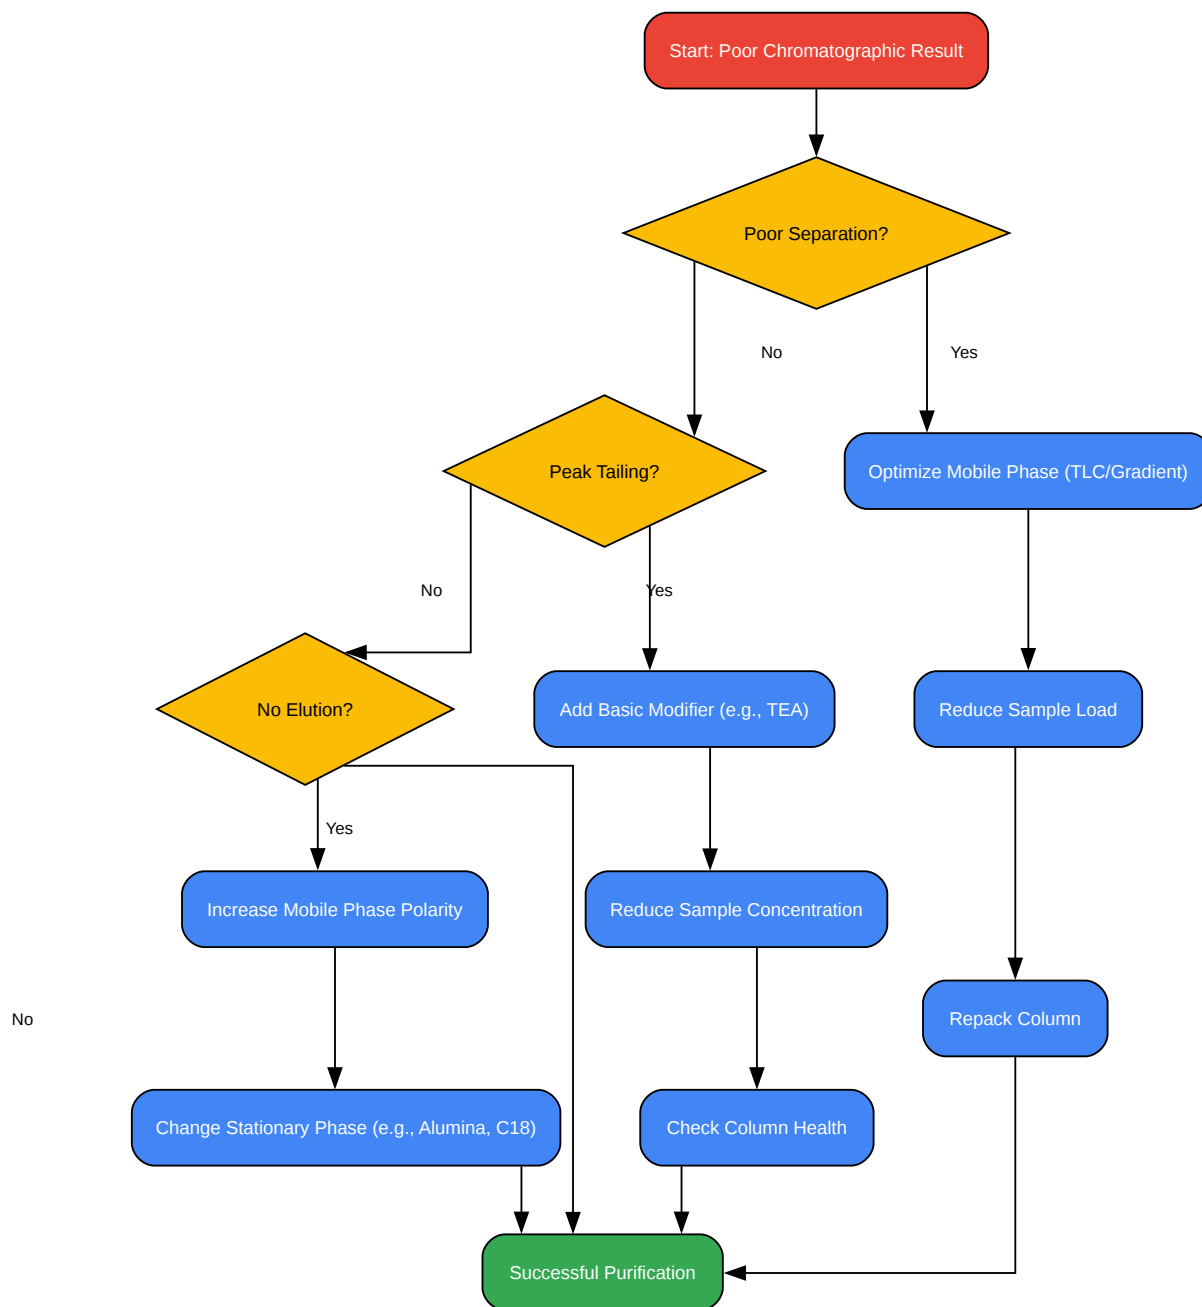 Start: Poor Chromatographic Result
Poor Separation?
No
Yes
Peak Tailing?
Optimize Mobile Phase (TLC/Gradient)
No
Yes
No Elution?
Add Basic Modifier (e.g., TEA)
Reduce Sample Load
Yes
Increase Mobile Phase Polarity
Reduce Sample Concentration
No
Repack Column
Change Stationary Phase (e.g., Alumina, C18)
Check Column Health
Successful Purification